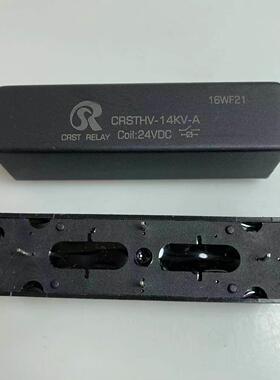 16WF21
CRSTHV-14KV-A
CRST RELAY
Coil:24VDC